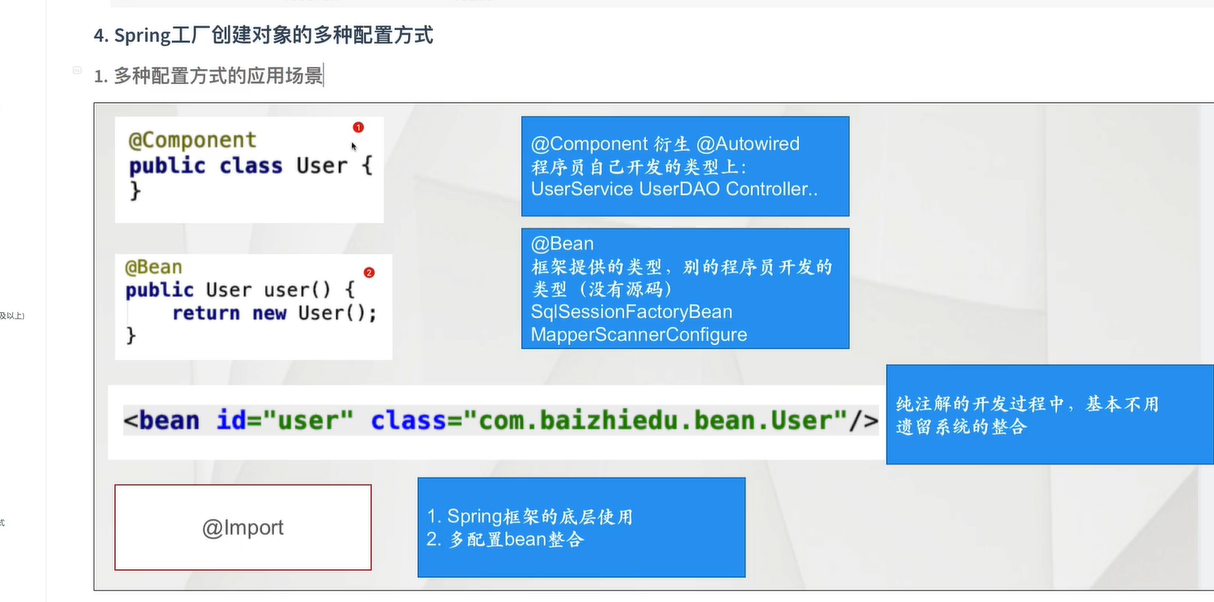 4. Spring工厂创建对象的多种配置方式
1. 多种配置方式的应用场景
@Component
public class User {
}
1
@Component 衍生 @Autowired
程序员自己开发的类型上：
UserService UserDAO Controller..
@Bean
public User user() {
return new User();
}
2
@Bean
框架提供的类型，别的程序员开发的
类型（没有源码）
SqlSessionFactoryBean
MapperScannerConfigure
及以上)
<bean id="user" class="com.baizhiedu.bean.User"/>
纯注解的开发过程中，基本不用
遗留系统的整合
@Import
1. Spring框架的底层使用
2. 多配置bean整合
式